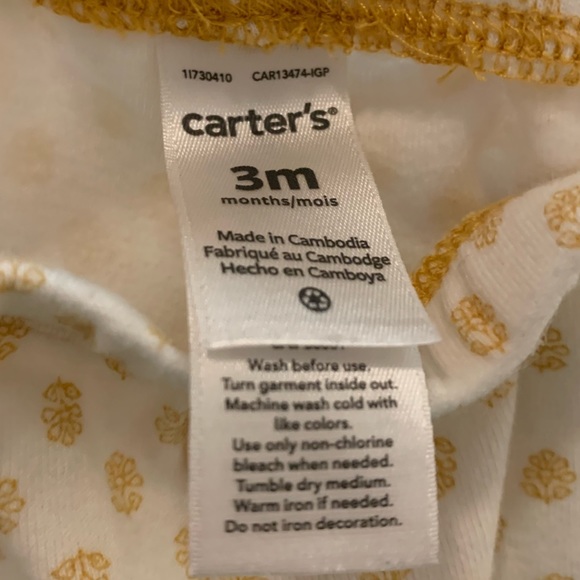 1I730410 CAR13474-IGP
carter's®
3m
months/mois
Made in Cambodia
Fabriqué au Cambodge
Hecho en Camboya
Wash before use.
Turn garment inside out.
Machine wash cold with
like colors.
Use only non-chlorine
bleach when needed.
Tumble dry medium.
Warm iron if needed.
Do not iron decoration.